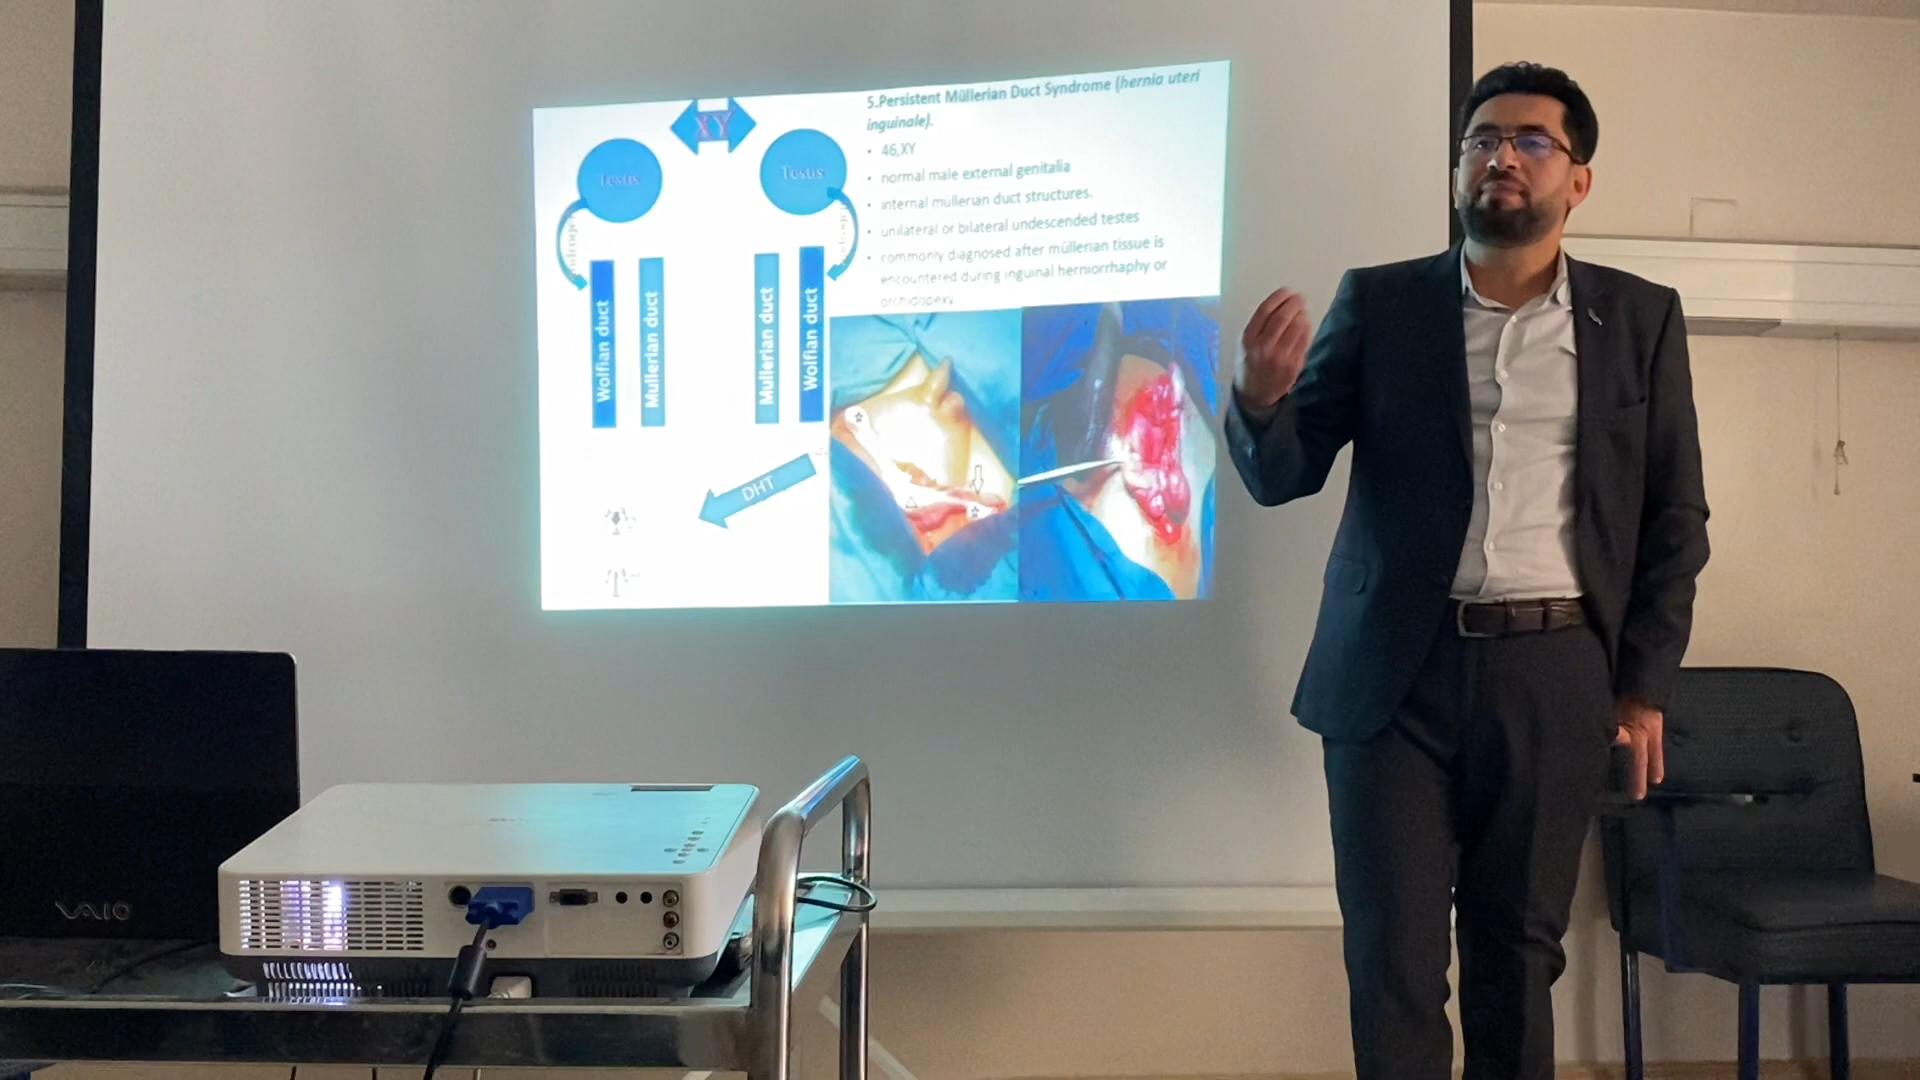 XY
Testis
Testis
Wolfian duct
Mullerian duct
Mullerian duct
Wolfian duct
DHT
5.Persistent Müllerian Duct Syndrome (hernia uteri
inguinale).
• 46,XY
• normal male external genitalia
• internal müllerian duct structures.
• unilateral or bilateral undescended testes
• commonly diagnosed after müllerian tissue is
encountered during inguinal herniorrhaphy or
orchidopexy
VAIO